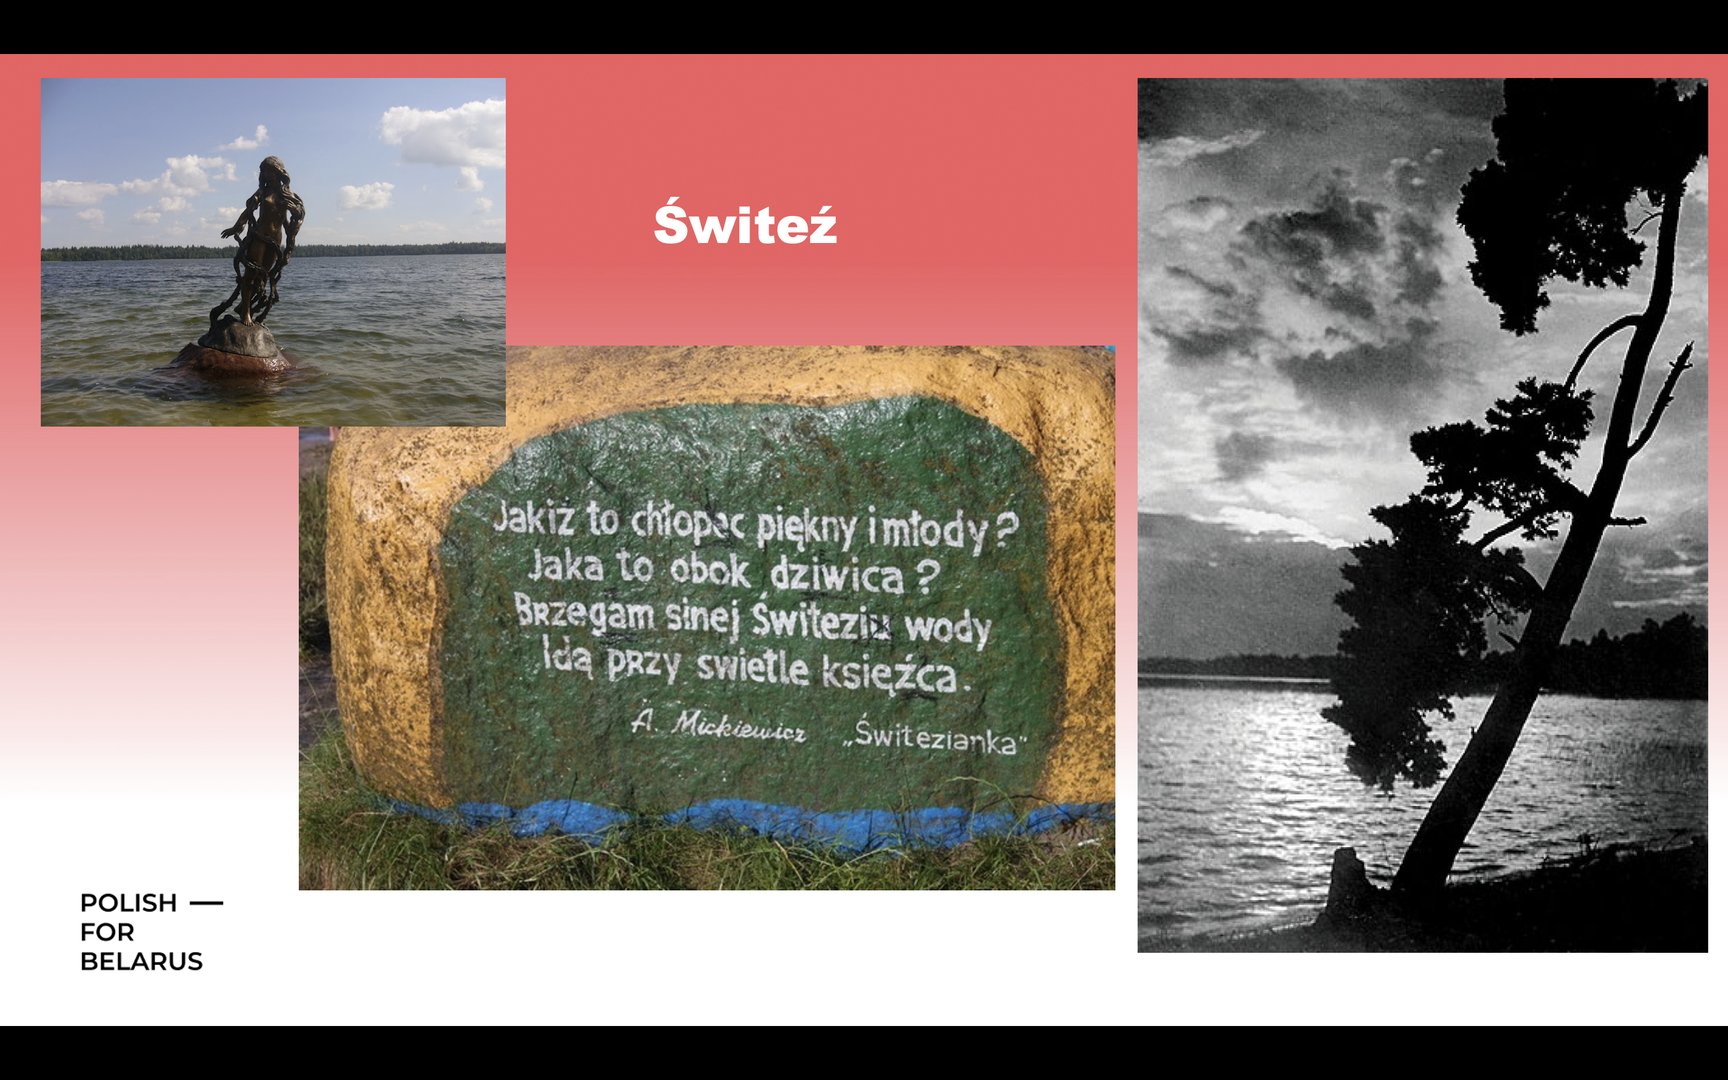 Świteź
Jakiż to chłopec piękny i młody?
Jaka to obok dziwica?
Brzegam sinej Świteziu wody
Idą przy swietle księżca.
A. Mickiewicz „Świtezianka"
POLISH —
FOR
BELARUS